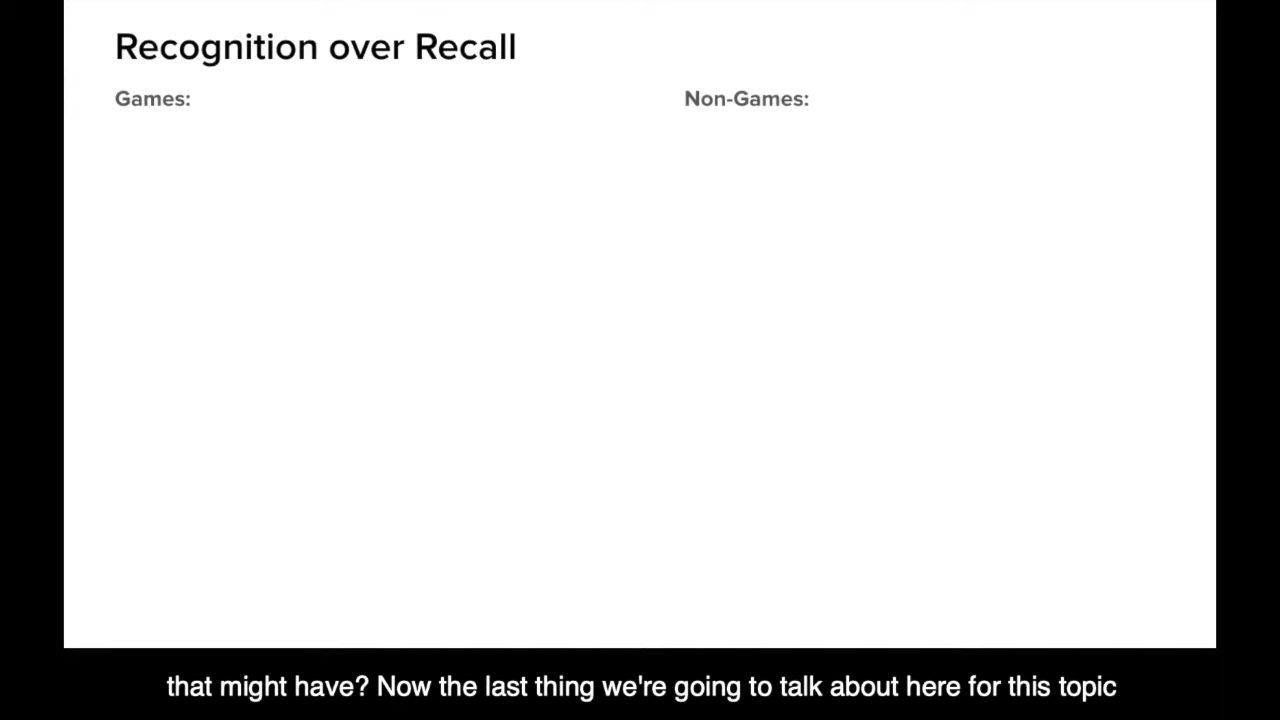 Recognition over Recall
Games:
Non-Games:
that might have? Now the last thing we're going to talk about here for this topic